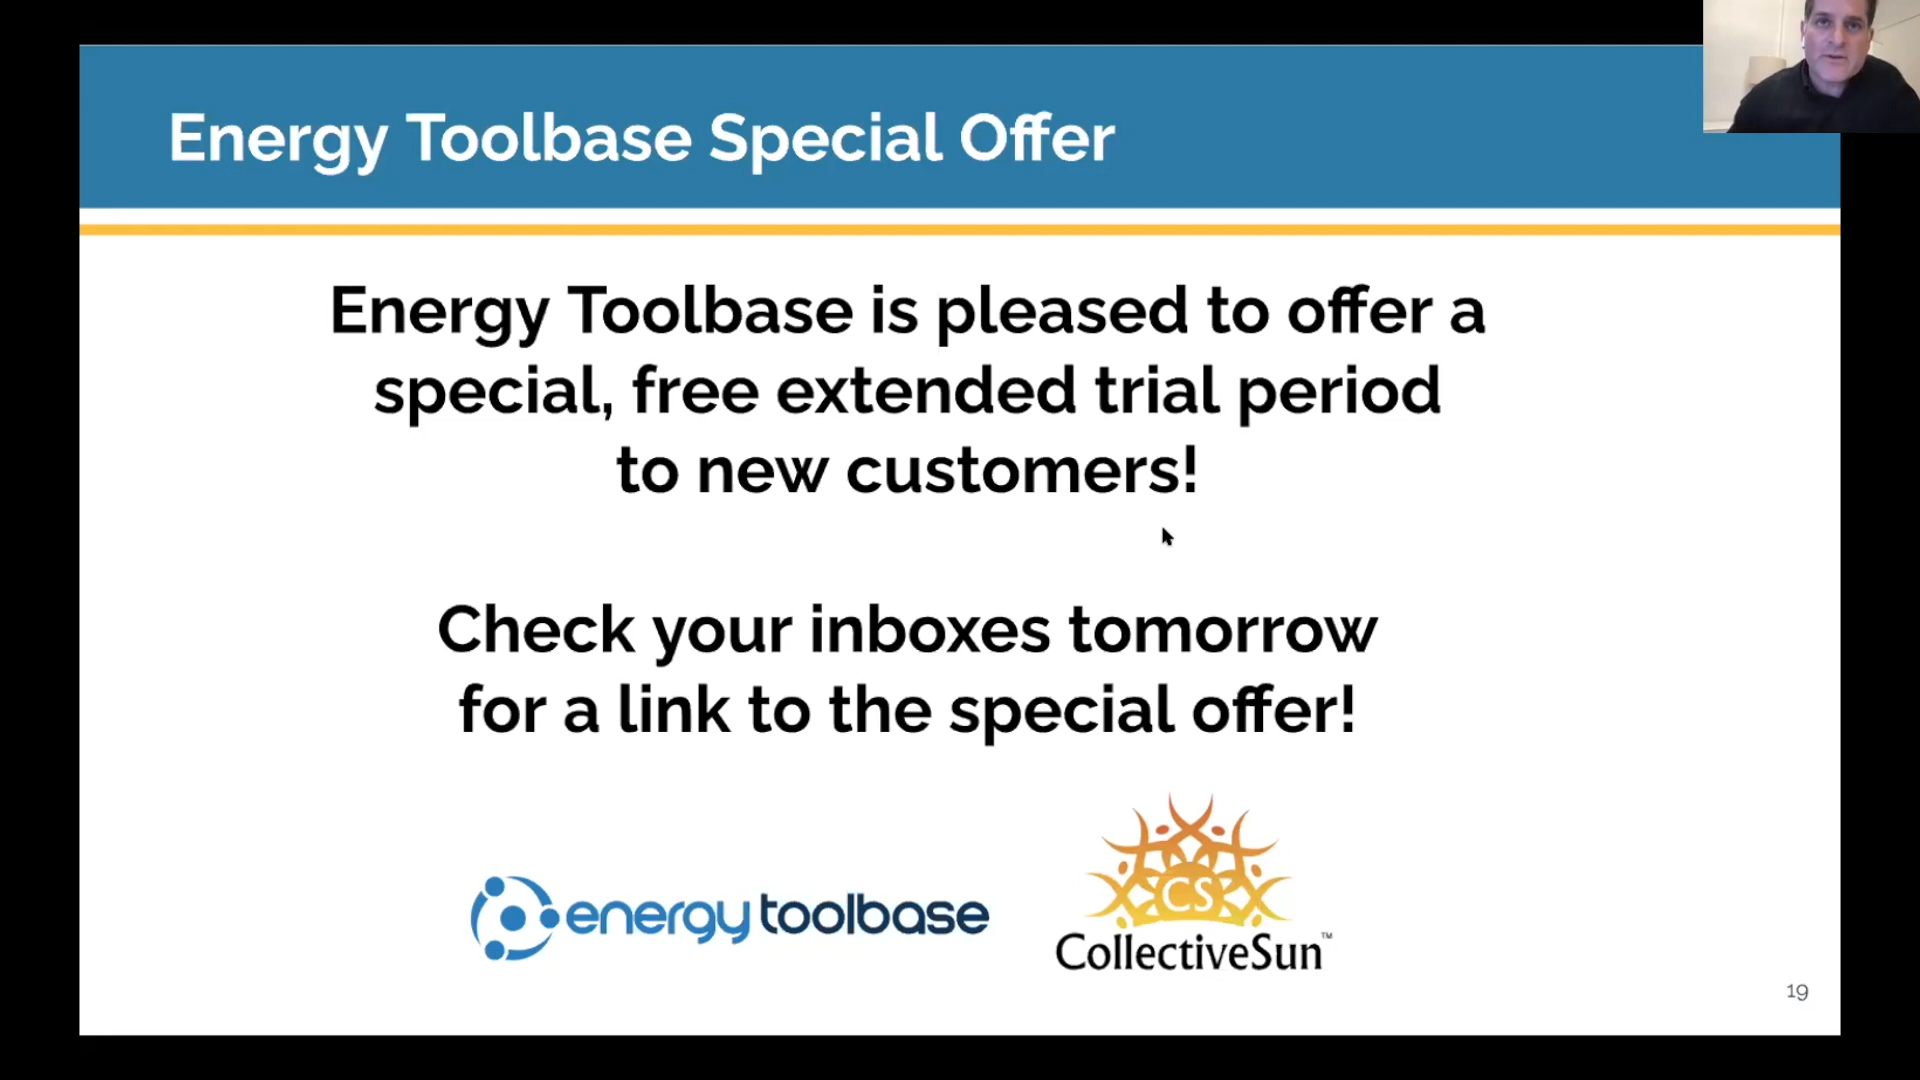 Energy Toolbase Special Offer
Energy Toolbase is pleased to offer a
special, free extended trial period
to new customers!
Check your inboxes tomorrow
for a link to the special offer!
energy toolbase
CS
CollectiveSun™
19